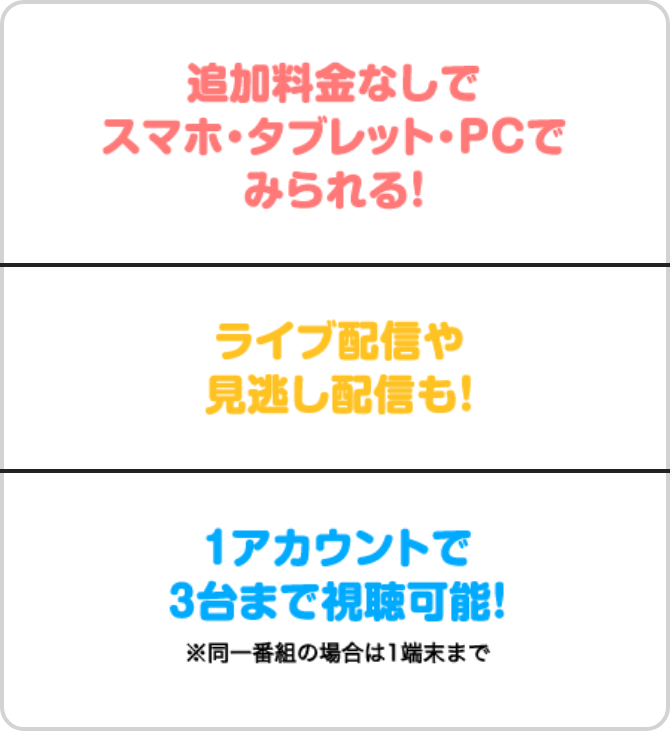 追加料金なしで
スマホ・タブレット・PCで
みられる!
ライブ配信や
見逃し配信も!
1アカウントで
3台まで視聴可能!
※同一番組の場合は1端末まで